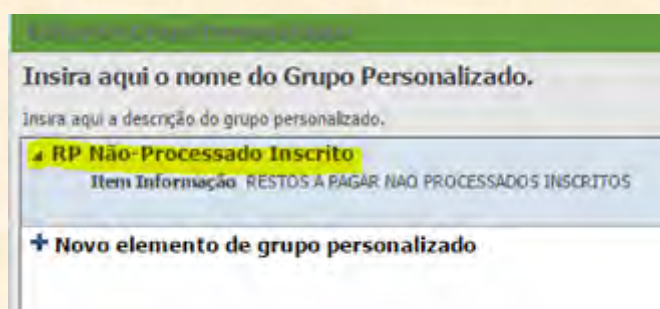 Insira aqui o nome do Grupo Personalizado.
Insira aqui a descrição do grupo personalizado.
RP Não-Processado Inscrito
Item Informação RESTOS A PAGAR NAO PROCESSADOS INSCRITOS
+ Novo elemento de grupo personalizado